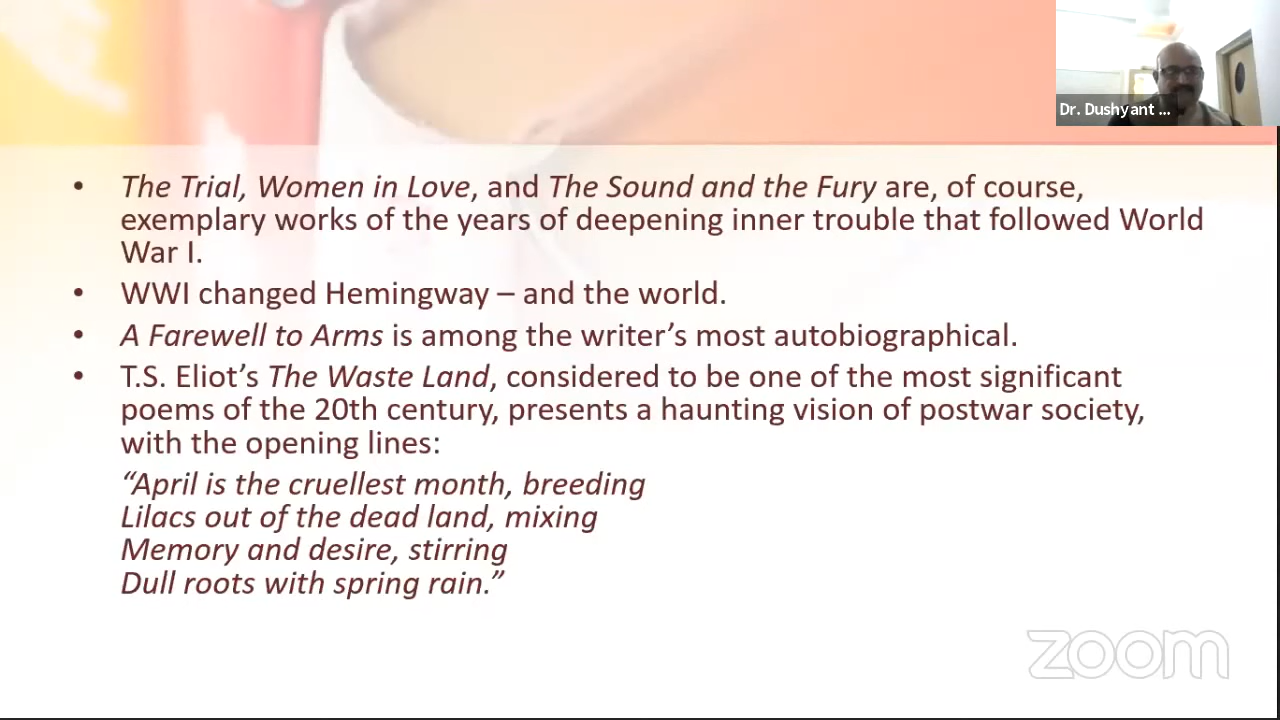 Dr. Dushyant ...
• The Trial, Women in Love, and The Sound and the Fury are, of course,
exemplary works of the years of deepening inner trouble that followed World
War I.
• WWI changed Hemingway – and the world.
• A Farewell to Arms is among the writer’s most autobiographical.
• T.S. Eliot’s The Waste Land, considered to be one of the most significant
poems of the 20th century, presents a haunting vision of postwar society,
with the opening lines:
“April is the cruellest month, breeding
Lilacs out of the dead land, mixing
Memory and desire, stirring
Dull roots with spring rain.”
zoom